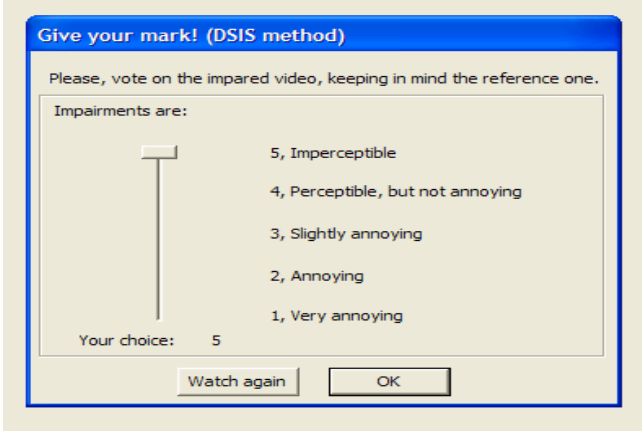 Give your mark! (DSIS method)
Please, vote on the impared video, keeping in mind the reference one.
Impairments are:
5, Imperceptible
4, Perceptible, but not annoying
3, Slightly annoying
2, Annoying
1, Very annoying
Your choice: 5
Watch again OK